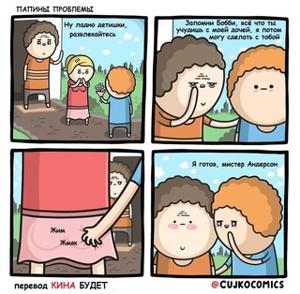 ПАПИНЫ ПРОБЛЕМЫ
Ну ладно детишки,
развлекайтесь
Запомни Бобби, всё что ты
учудишь с моей дочей, я потом
могу сделать с тобой
Жим
Жмяк
Я готов, мистер Андерсон
перевод КИНА БУДЕТ
@CUJKOCOMICS